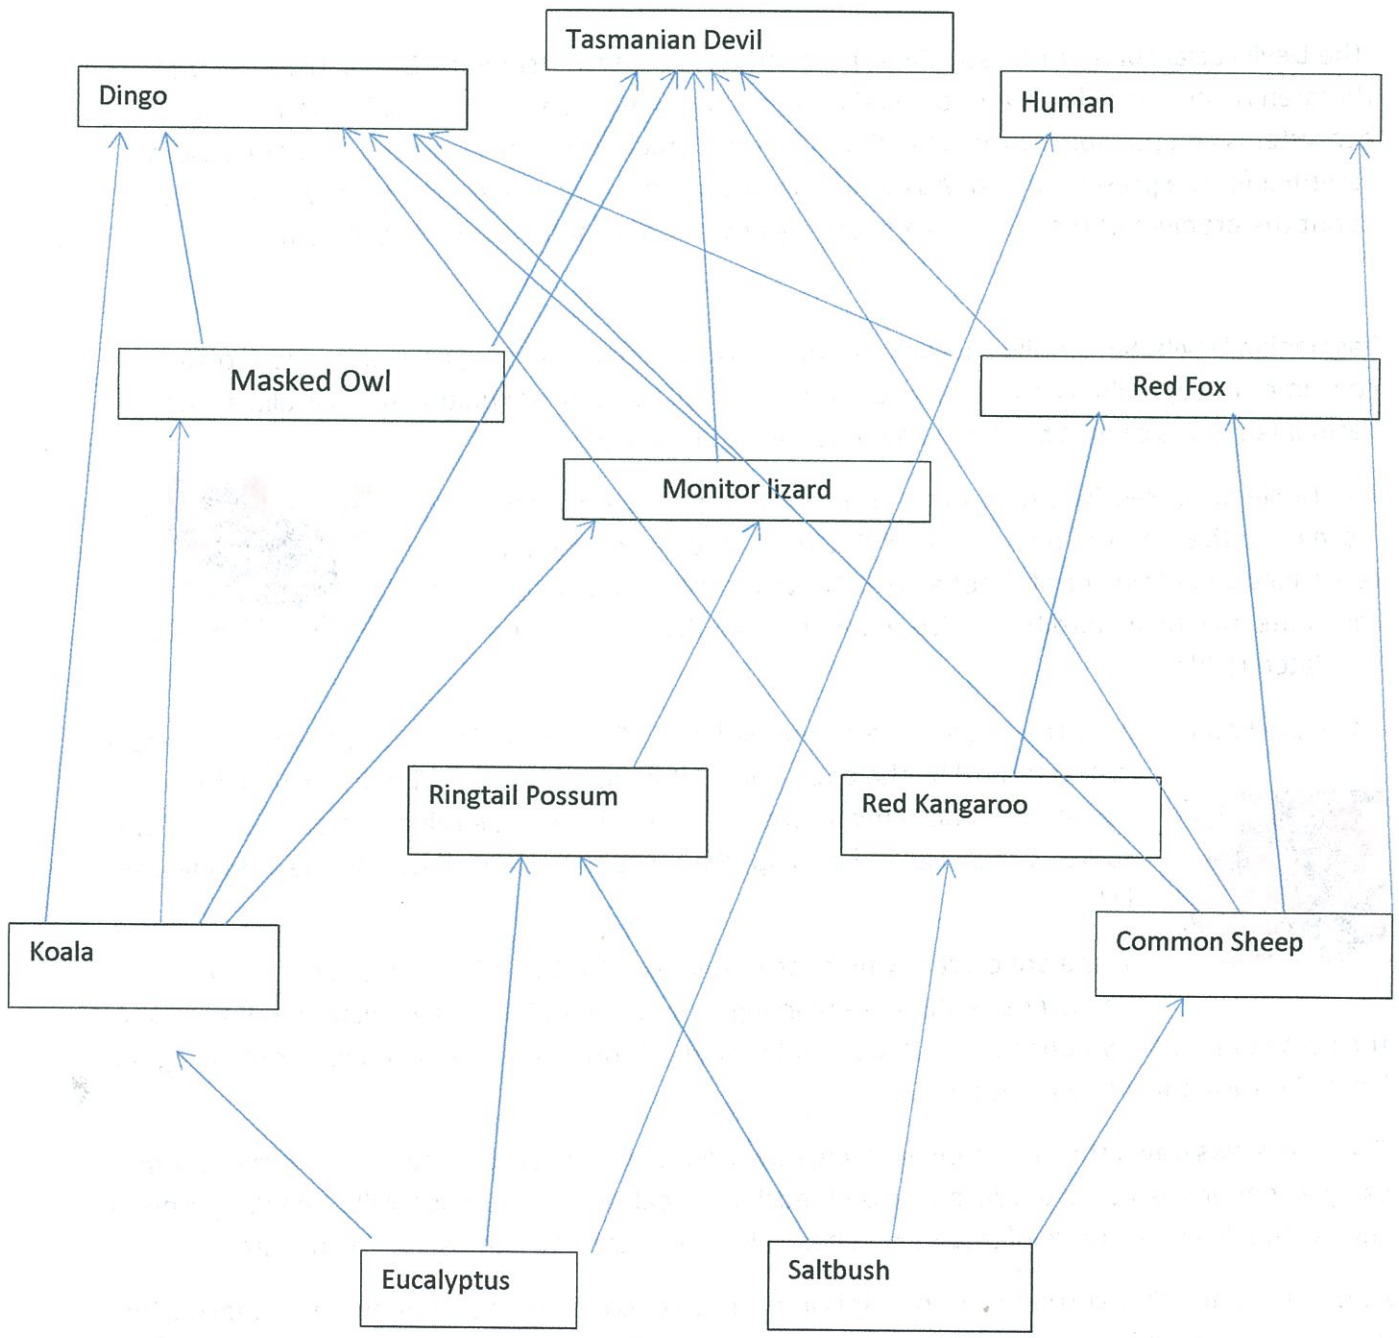 Tasmanian Devil
Dingo
Human
Masked Owl
Red Fox
Monitor lizard
Ringtail Possum
Red Kangaroo
Koala
Common Sheep
Eucalyptus
Saltbush